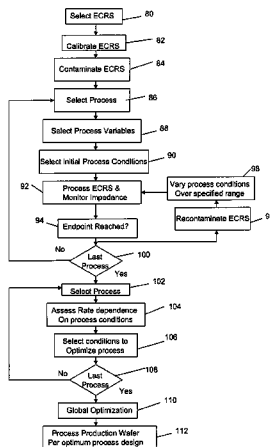 Select ECRS
80
Calibrate ECRS
82
Contaminate ECRS
84
Select Process
86
Select Process Variables
88
Select Initial Process Conditions
90
92
Process ECRS &
Monitor Impedance
98
Vary process conditions
Over specified range
94
Endpoint Reached?
Recontaminate ECRS
9
No
Last
Process
100
Yes
Select Process
102
Assess Rate dependence
On process conditions
104
Select conditions to
Optimize process
106
No
Last
Process
108
Yes
Global Optimization
110
Process Production Wafer
Per optimum process design
112